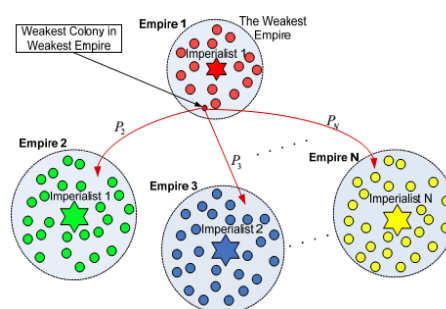 Weakest Colony in
Weakest Empire
Empire 1
The Weakest
Empire
Imperialist 1
P2
P3
PN
Empire 2
Imperialist 1
Empire 3
Imperialist 2
Empire N
Imperialist N